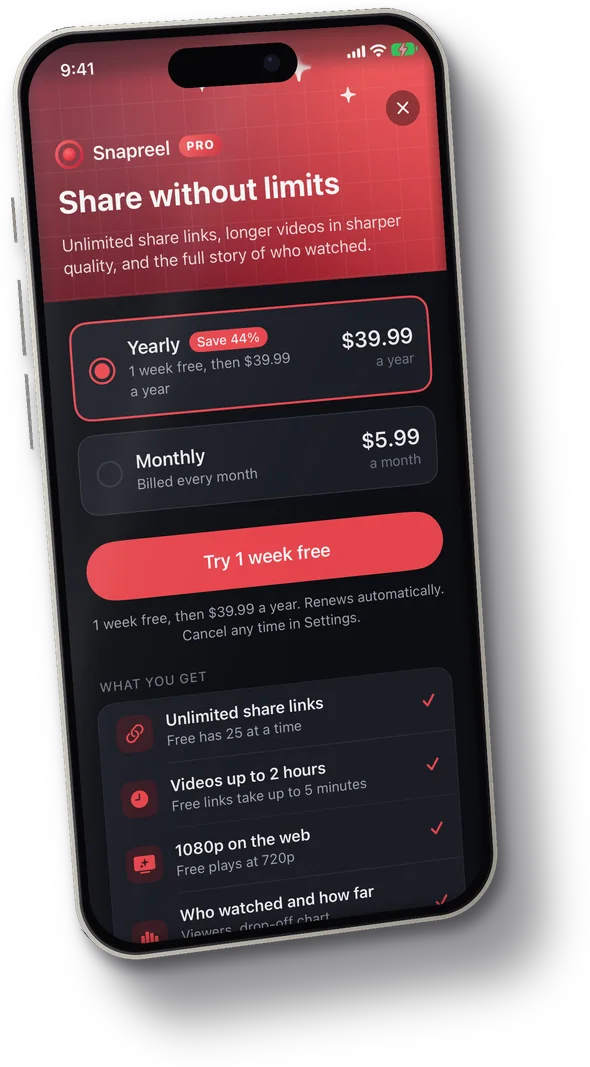 9:41
Snapreel PRO
Share without limits
Unlimited share links, longer videos in sharper
quality, and the full story of who watched.
Yearly Save 44%
$39.99
1 week free, then $39.99
a year
a year
Monthly
$5.99
Billed every month
a month
Try 1 week free
1 week free, then $39.99 a year. Renews automatically.
Cancel any time in Settings.
WHAT YOU GET
Unlimited share links
Free has 25 at a time
Videos up to 2 hours
Free links take up to 5 minutes
1080p on the web
Free plays at 720p
Who watched and how far
Viewers, drop-off chart